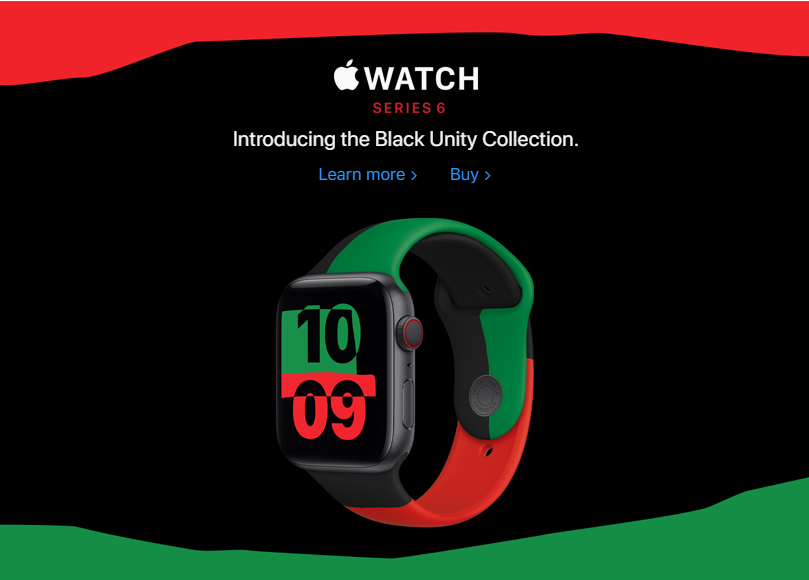 WATCH
SERIES 6
Introducing the Black Unity Collection.
Learn more >
Buy >
10
09